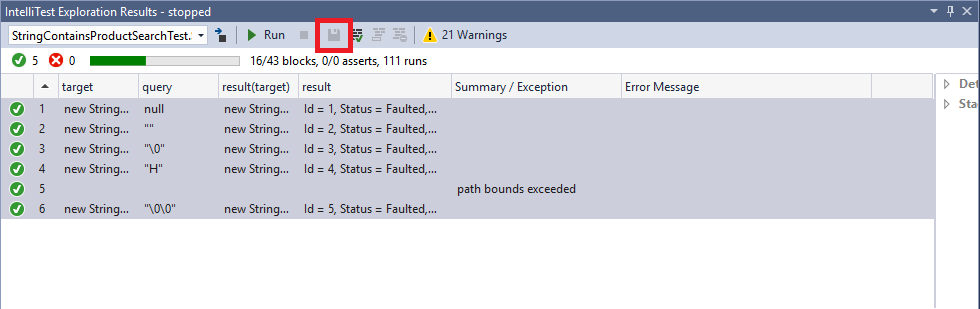 IntelliTest Exploration Results - stopped
StringContainsProductSearchTest. Run 21 Warnings
5 0 16/43 blocks, 0/0 asserts, 111 runs
target query result(target) result Summary / Exception Error Message
1 new String... null new String... Id = 1, Status = Faulted,...
2 new String... "" new String... Id = 2, Status = Faulted,...
3 new String... "\0" new String... Id = 3, Status = Faulted,...
4 new String... "H" new String... Id = 4, Status = Faulted,...
5 path bounds exceeded
6 new String... "\0\0" new String... Id = 5, Status = Faulted,...
Det
Sta